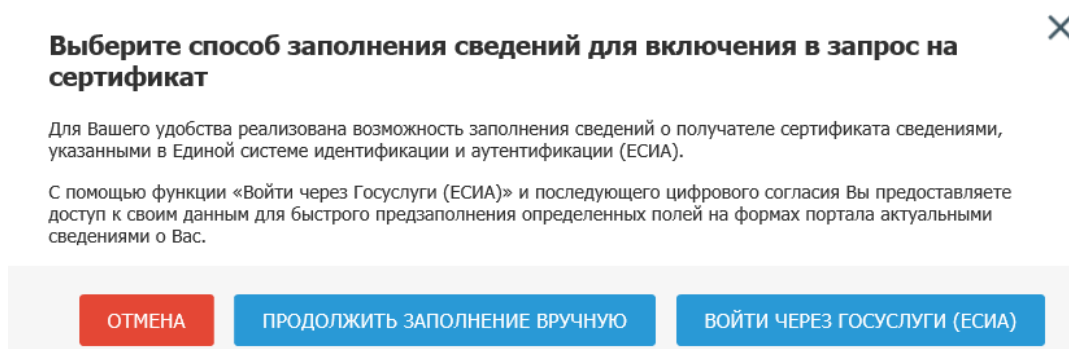 Выберите способ заполнения сведений для включения в запрос на
сертификат
Для Вашего удобства реализована возможность заполнения сведений о получателе сертификата сведениями,
указанными в Единой системе идентификации и аутентификации (ЕСИА).
С помощью функции «Войти через Госуслуги (ЕСИА)» и последующего цифрового согласия Вы предоставляете
доступ к своим данным для быстрого предзаполнения определенных полей на формах портала актуальными
сведениями о Вас.
ОТМЕНА
ПРОДОЛЖИТЬ ЗАПОЛНЕНИЕ ВРУЧНУЮ
ВОЙТИ ЧЕРЕЗ ГОСУСЛУГИ (ЕСИА)